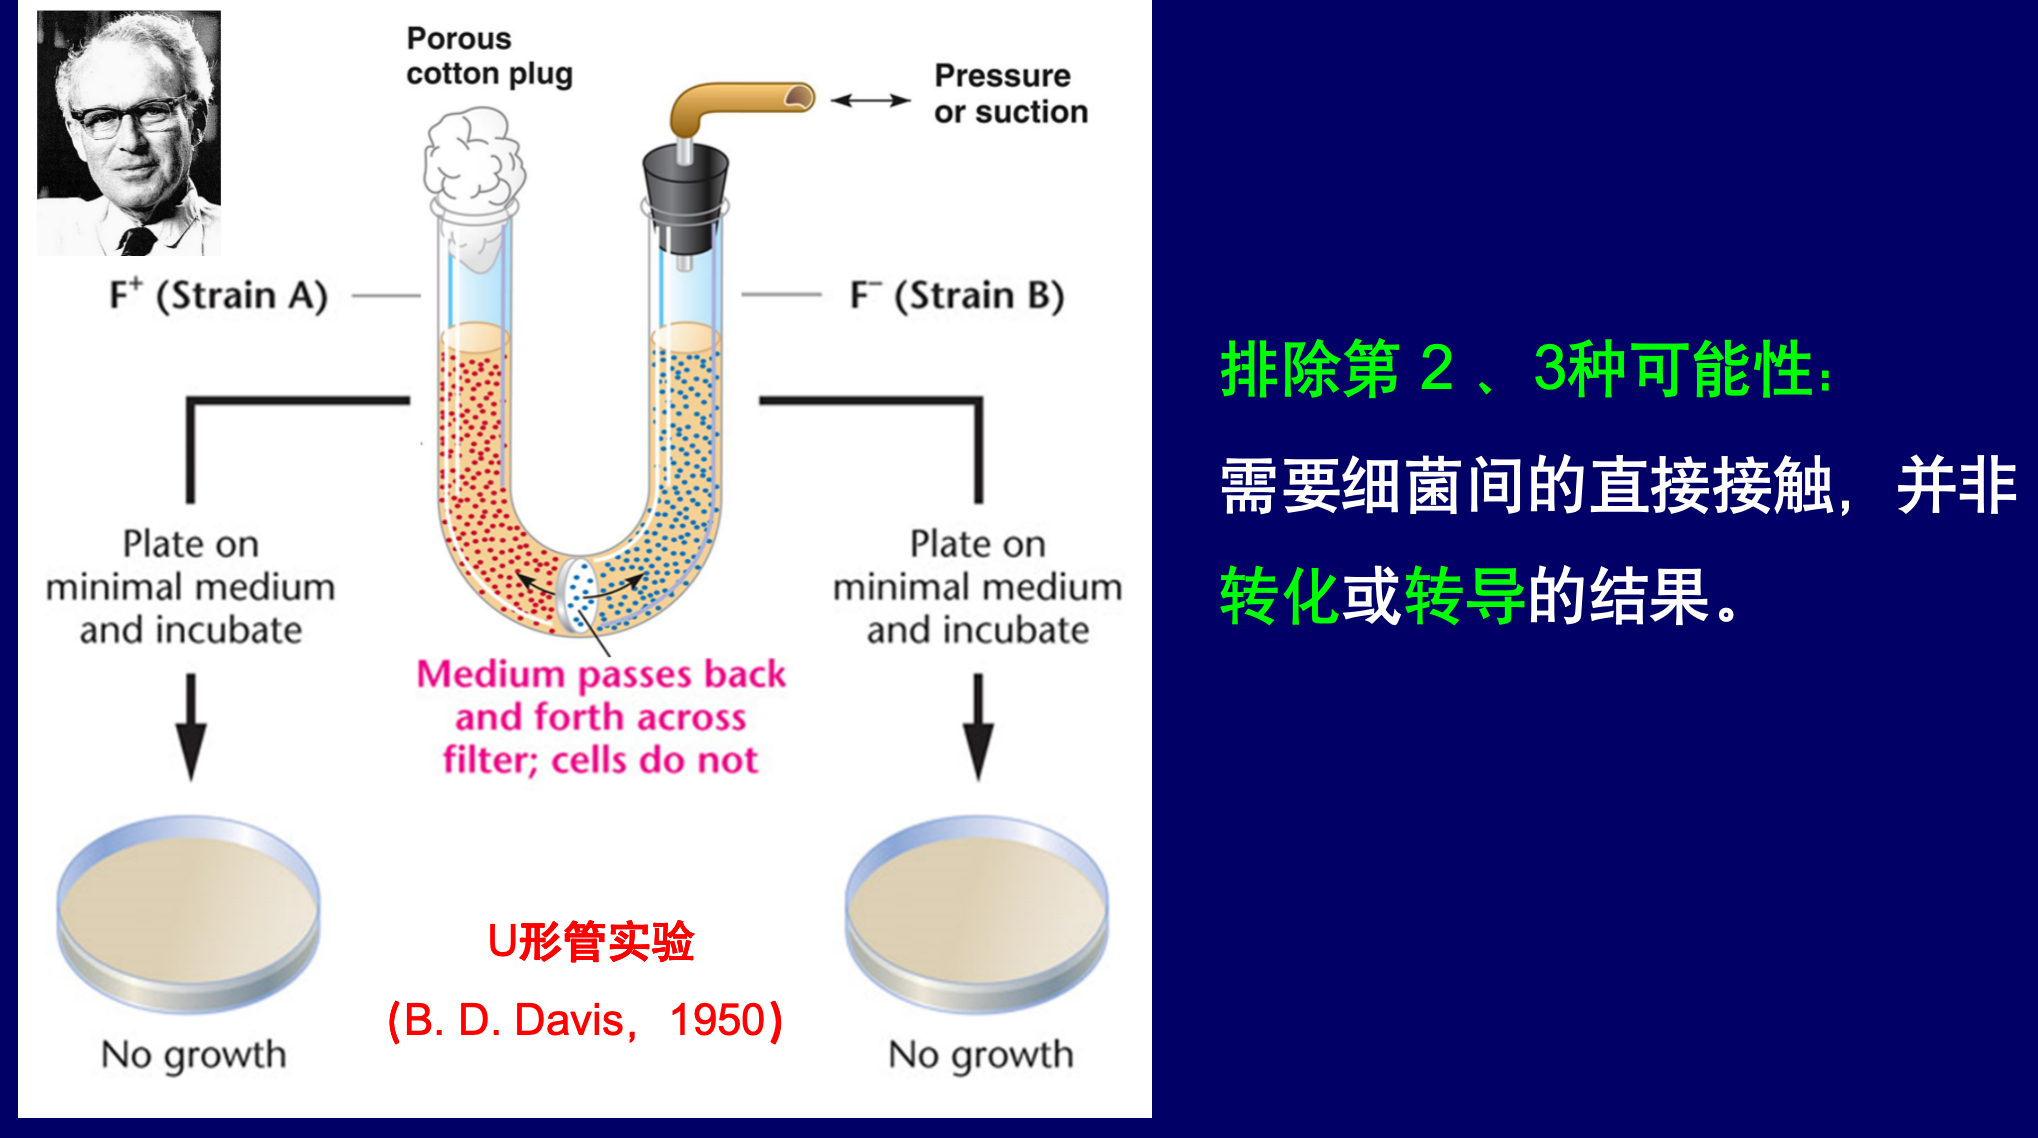 Porous
cotton plug
Pressure
or suction
F⁺ (Strain A)
F⁻ (Strain B)
Plate on
minimal medium
and incubate
Plate on
minimal medium
and incubate
Medium passes back
and forth across
filter; cells do not
No growth
No growth
U形管实验
(B. D. Davis，1950)
排除第 2 、3种可能性：
需要细菌间的直接接触，并非
转化或转导的结果。